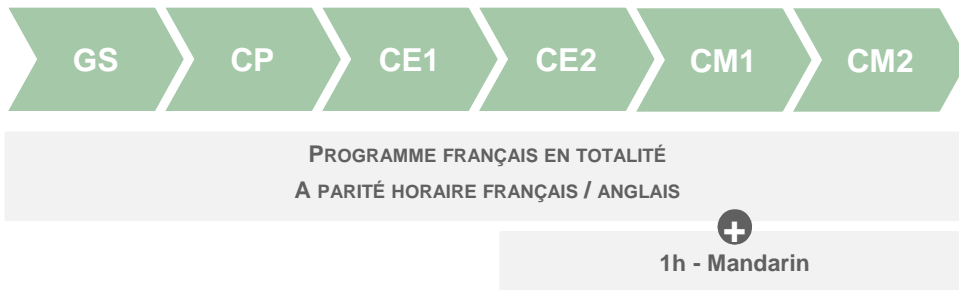 GS CP CE1 CE2 CM1 CM2
PROGRAMME FRANÇAIS EN TOTALITÉ
A PARITÉ HORAIRE FRANÇAIS / ANGLAIS
+
1h - Mandarin